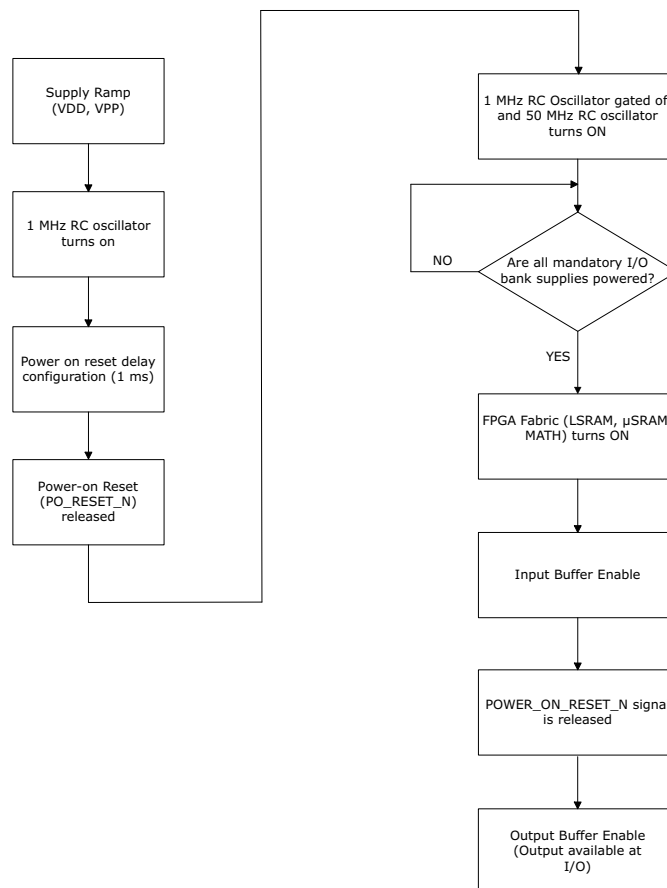 Supply Ramp
(VDD, VPP)
1 MHz RC oscillator
turns on
Power on reset delay
configuration (1 ms)
Power-on Reset
(PO_RESET_N)
released
1 MHz RC Oscillator gated of
and 50 MHz RC oscillator
turns ON
Are all mandatory I/O
bank supplies powered?
NO
YES
FPGA Fabric (LSRAM, µSRAM
MATH) turns ON
Input Buffer Enable
POWER_ON_RESET_N signa
is released
Output Buffer Enable
(Output available at
I/O)